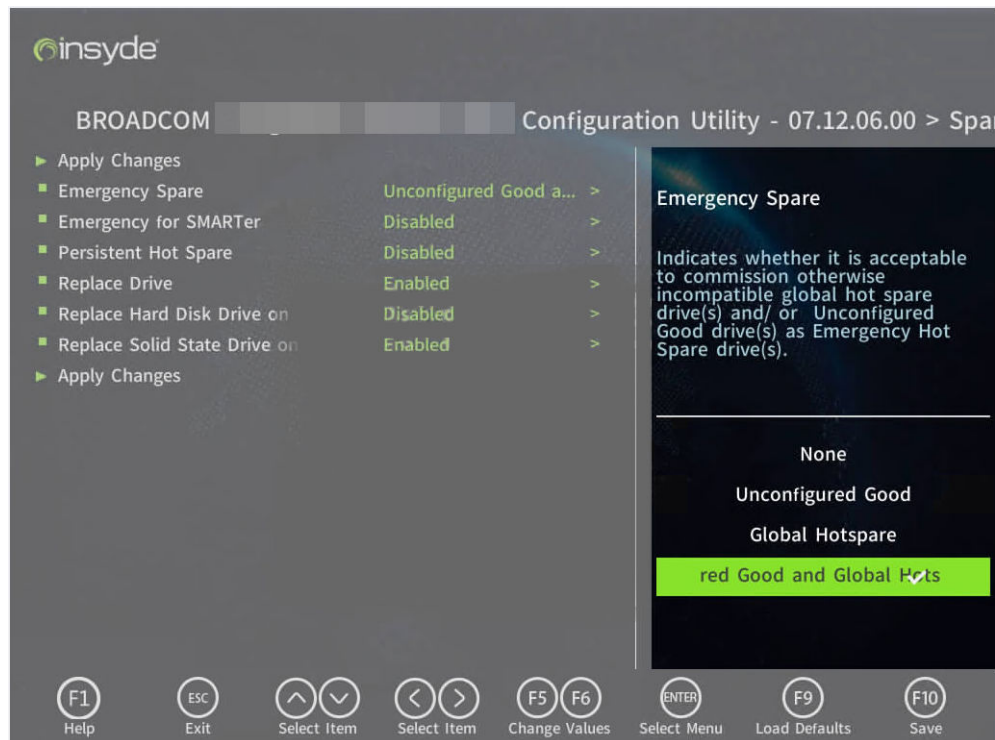 insyde
BROADCOM Configuration Utility - 07.12.06.00 > Spa
Apply Changes
Emergency Spare Unconfigured Good a... >
Emergency for SMARTer Disabled >
Persistent Hot Spare Disabled >
Replace Drive Enabled >
Replace Hard Disk Drive on Disabled >
Replace Solid State Drive on Enabled >
Apply Changes
Emergency Spare
Indicates whether it is acceptable
to commission otherwise
incompatible global hot spare
drive(s) and/ or Unconfigured
Good drive(s) as Emergency Hot
Spare drive(s).
None
Unconfigured Good
Global Hotspare
red Good and Global Hots
F1 ESC F5 F6 ENTER F9 F10
Help Exit Select Item Select Item Change Values Select Menu Load Defaults Save